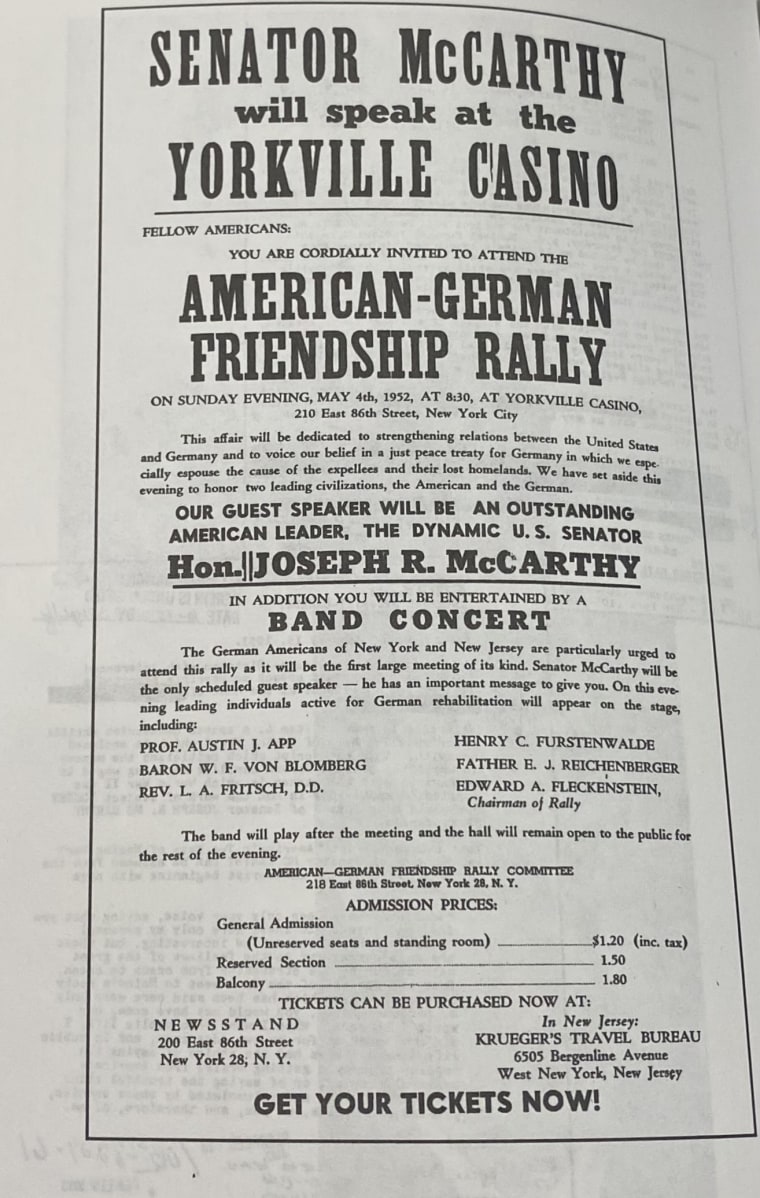 SENATOR McCARTHY
will speak at the
YORKVILLE CASINO
FELLOW AMERICANS:
YOU ARE CORDIALLY INVITED TO ATTEND THE
AMERICAN-GERMAN
FRIENDSHIP RALLY
ON SUNDAY EVENING, MAY 4th, 1952, AT 8:30, AT YORKVILLE CASINO,
210 East 86th Street, New York City
This affair will be dedicated to strengthening relations between the United States
and Germany and to voice our belief in a just peace treaty for Germany in which we espe-
cially espouse the cause of the expellees and their lost homelands. We have set aside this
evening to honor two leading civilizations, the American and the German.
OUR GUEST SPEAKER WILL BE AN OUTSTANDING
AMERICAN LEADER, THE DYNAMIC U. S. SENATOR
Hon. JOSEPH R. McCARTHY
IN ADDITION YOU WILL BE ENTERTAINED BY A
BAND CONCERT
The German Americans of New York and New Jersey are particularly urged to
attend this rally as it will be the first large meeting of its kind. Senator McCarthy will be
the only scheduled guest speaker — he has an important message to give you. On this eve-
ning leading individuals active for German rehabilitation will appear on the stage,
including:
PROF. AUSTIN J. APP
BARON W. F. VON BLOMBERG
REV. L. A. FRITSCH, D.D.
HENRY C. FURSTENWALDE
FATHER E. J. REICHENBERGER
EDWARD A. FLECKENSTEIN,
Chairman of Rally
The band will play after the meeting and the hall will remain open to the public for
the rest of the evening.
AMERICAN—GERMAN FRIENDSHIP RALLY COMMITTEE
218 East 86th Street, New York 28, N. Y.
ADMISSION PRICES:
General Admission
(Unreserved seats and standing room) $1.20 (inc. tax)
Reserved Section 1.50
Balcony 1.80
TICKETS CAN BE PURCHASED NOW AT:
NEWSSTAND
200 East 86th Street
New York 28, N. Y.
In New Jersey:
KRUEGER'S TRAVEL BUREAU
6505 Bergenline Avenue
West New York, New Jersey
GET YOUR TICKETS NOW!